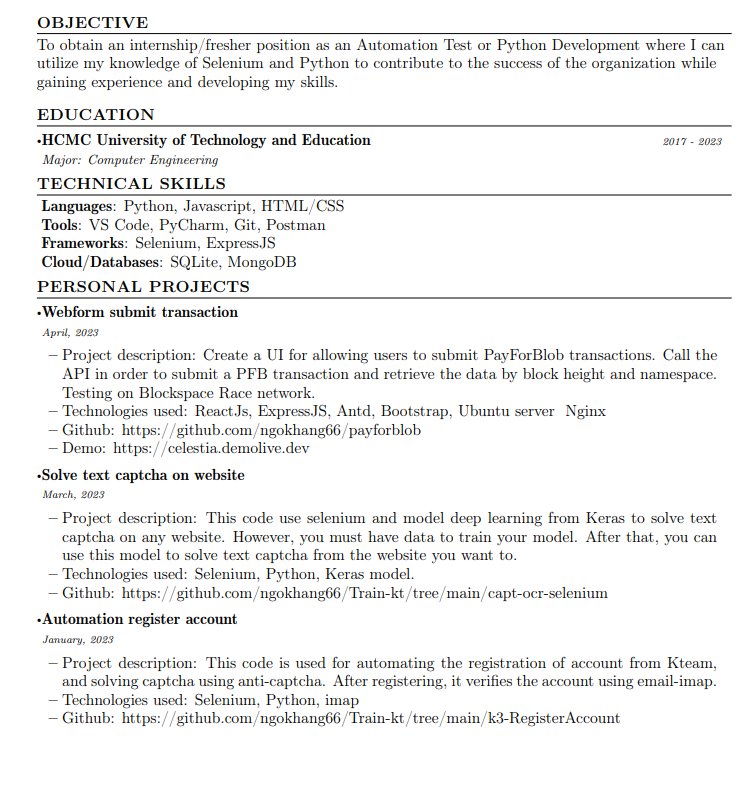 OBJECTIVE
To obtain an internship/fresher position as an Automation Test or Python Development where I can
utilize my knowledge of Selenium and Python to contribute to the success of the organization while
gaining experience and developing my skills.
EDUCATION
•HCMC University of Technology and Education 2017 - 2023
Major: Computer Engineering
TECHNICAL SKILLS
Languages: Python, Javascript, HTML/CSS
Tools: VS Code, PyCharm, Git, Postman
Frameworks: Selenium, ExpressJS
Cloud/Databases: SQLite, MongoDB
PERSONAL PROJECTS
•Webform submit transaction
April, 2023
– Project description: Create a UI for allowing users to submit PayForBlob transactions. Call the
API in order to submit a PFB transaction and retrieve the data by block height and namespace.
Testing on Blockspace Race network.
– Technologies used: ReactJs, ExpressJS, Antd, Bootstrap, Ubuntu server Nginx
– Github: https://github.com/ngokhang66/payforblob
– Demo: https://celestia.demolive.dev
•Solve text captcha on website
March, 2023
– Project description: This code use selenium and model deep learning from Keras to solve text
captcha on any website. However, you must have data to train your model. After that, you can
use this model to solve text captcha from the website you want to.
– Technologies used: Selenium, Python, Keras model.
– Github: https://github.com/ngokhang66/Train-kt/tree/main/capt-ocr-selenium
•Automation register account
January, 2023
– Project description: This code is used for automating the registration of account from Kteam,
and solving captcha using anti-captcha. After registering, it verifies the account using email-imap.
– Technologies used: Selenium, Python, imap
– Github: https://github.com/ngokhang66/Train-kt/tree/main/k3-RegisterAccount